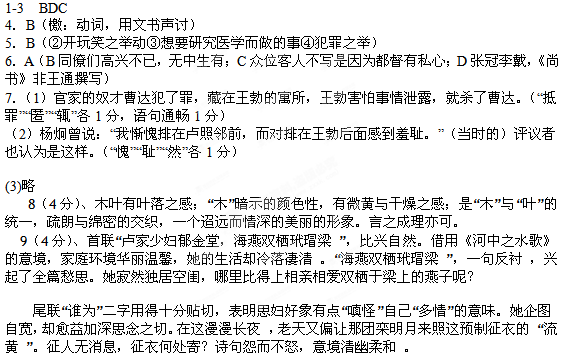 1-3   BDC
4．B（檄：动词，用文书声讨）
5．B（②开玩笑之举动③想要研究医学而做的事④犯罪之举）
6．A（B 同僚们高兴不已，无中生有；C 众位客人不写是因为都督有私心；D 张冠李戴，《尚
书》非王通撰写）
7.（1）官家的奴才曹达犯了罪，藏在王勃的寓所，王勃害怕事情泄露，就杀了曹达。（“抵
罪”“匿”“辄”各 1 分，语句通畅 1 分）
（2）杨炯曾说：“我惭愧排在卢照邻前，而对排在王勃后面感到羞耻。”（当时的）评议者
也认为是这样。（“愧”“耻”“然”各 1 分）
(3)略
8（4 分）、木叶有叶落之感；“木”暗示的颜色性，有微黄与干燥之感；是“木”与“叶”的
统一，疏朗与绵密的交织，一个迢远而情深的美丽的形象。言之成理亦可。
9（4 分）、首联“卢家少妇郁金堂，海燕双栖玳瑁梁 ”，比兴自然。借用《河中之水歌》
的意境，家庭环境华丽温馨，她的生活却冷落凄清 。“海燕双栖玳瑁梁 ”，一句反衬 ，兴
起了全篇愁思。她寂然独居空闺，哪里比得上相亲相爱双栖于梁上的燕子呢？
尾联“谁为”二字用得十分贴切，表明思妇好象有点“嗔怪”自己“多情”的意味。她企图
自宽，却愈益加深思念之切。在这漫漫长夜 ，老天又偏让那团栾明月来照这预制征衣的 “流
黄 ”。征人无消息，征衣何处寄？诗句怨而不怒，意境清幽柔和 。